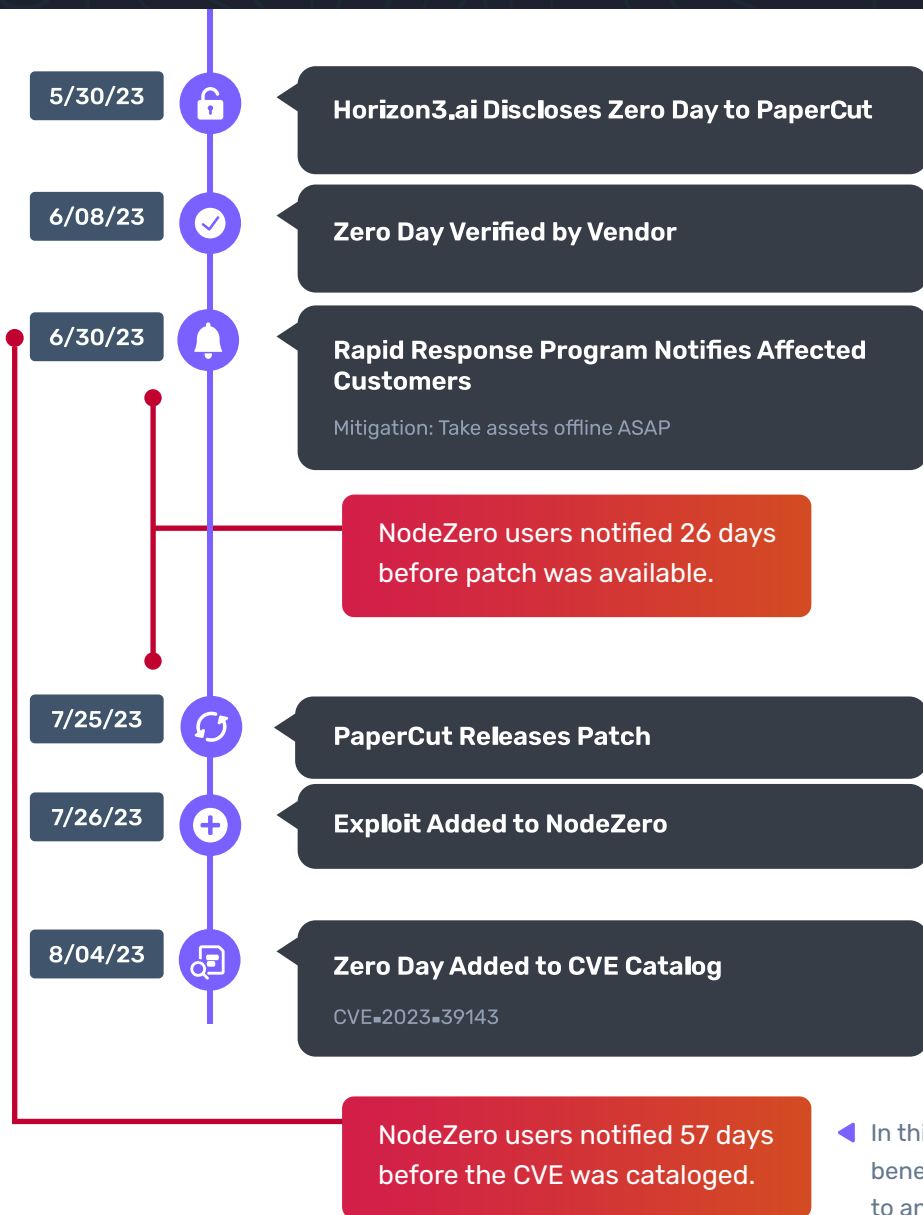 5/30/23
Horizon3.ai Discloses Zero Day to PaperCut
6/08/23
Zero Day Verified by Vendor
6/30/23
Rapid Response Program Notifies Affected
Customers
Mitigation: Take assets offline ASAP
NodeZero users notified 26 days
before patch was available.
7/25/23
PaperCut Releases Patch
7/26/23
Exploit Added to NodeZero
8/04/23
Zero Day Added to CVE Catalog
CVE-2023-39143
NodeZero users notified 57 days
before the CVE was cataloged.
In
to